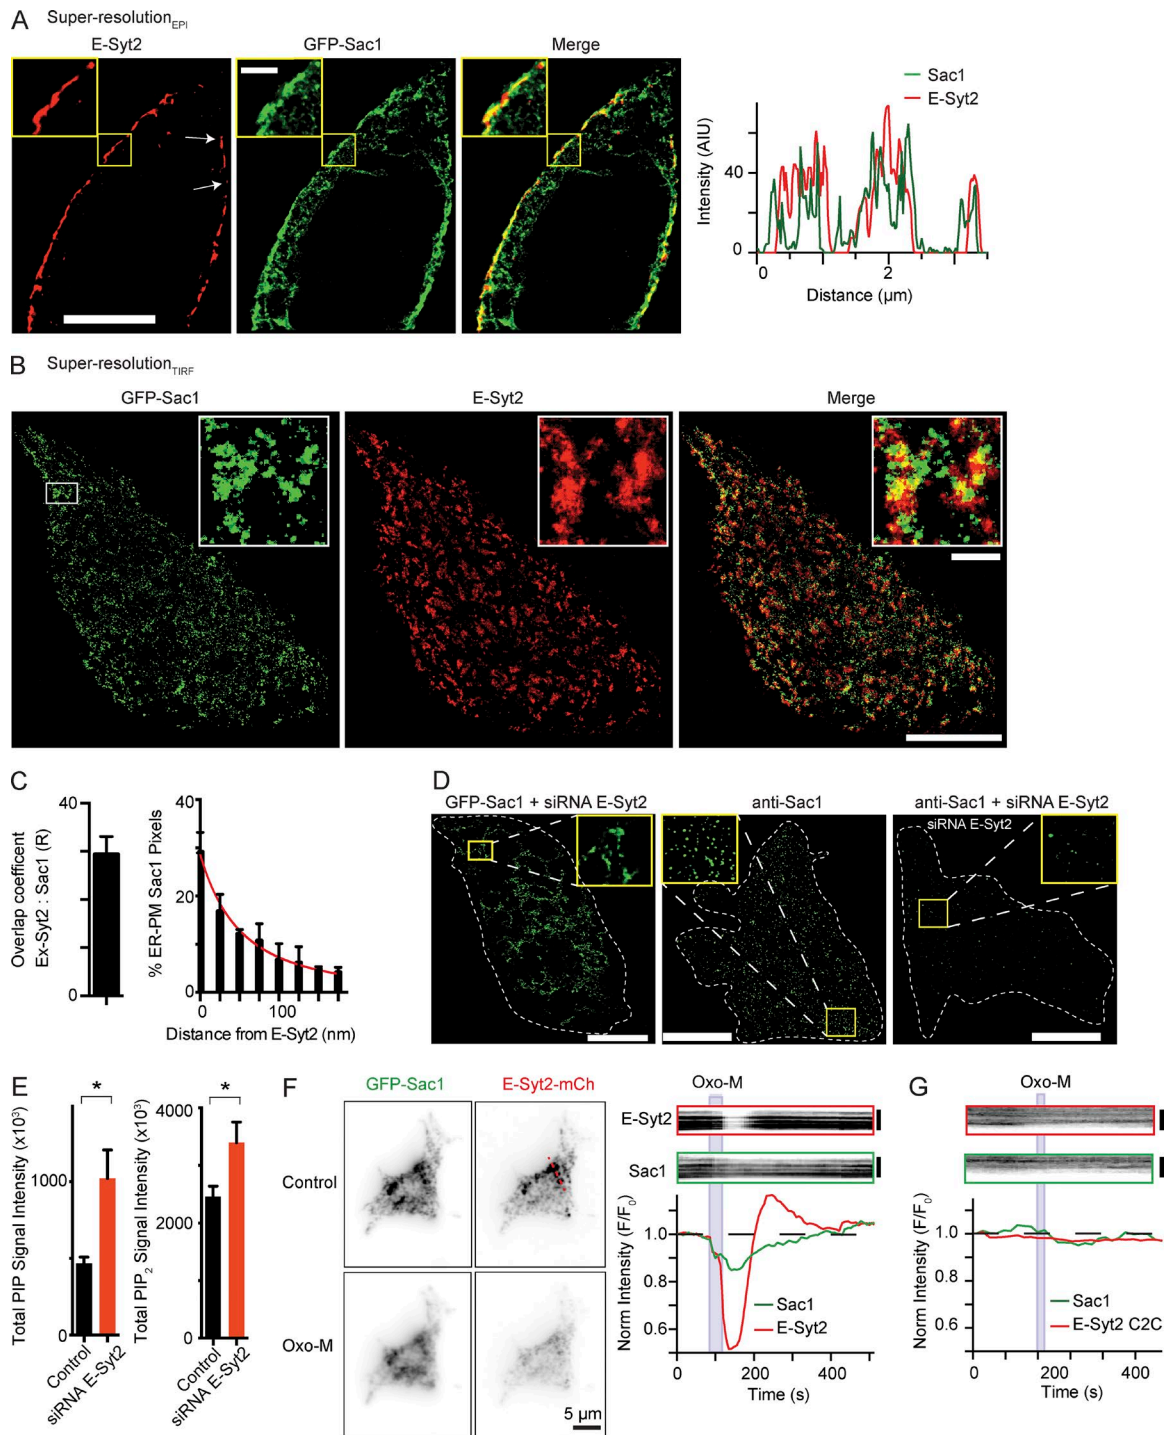 A Super-resolution EPI
E-Syt2 GFP-Sac1 Merge
Sac1
E-Syt2
Intensity (AIU)
40
0
0 2
Distance (µm)
B Super-resolution TIRF
GFP-Sac1 E-Syt2 Merge
C
Overlap coefficent
Ex-Syt2 : Sac1 (R)
40
0
% ER-PM Sac1 Pixels
40
20
0
0 100
Distance from E-Syt2 (nm)
D
GFP-Sac1 + siRNA E-Syt2 anti-Sac1 anti-Sac1 + siRNA E-Syt2
siRNA E-Syt2
E
Total PIP Signal Intensity (x10³)
*
1000
0
Control
siRNA E-Syt2
Total PIP₂ Signal Intensity (x10³)
*
4000
2000
0
Control
siRNA E-Syt2
F
GFP-Sac1 E-Syt2-mCh
Control
Oxo-M
5 µm
Oxo-M
E-Syt2
Sac1
Norm Intensity (F/F₀)
1.0
0.8
0.6
Sac1
E-Syt2
0 200 400
Time (s)
G
Oxo-M
Norm Intensity (F/F₀)
1.0
0.8
0.6
Sac1
E-Syt2 C2C
0 200 400
Time (s)